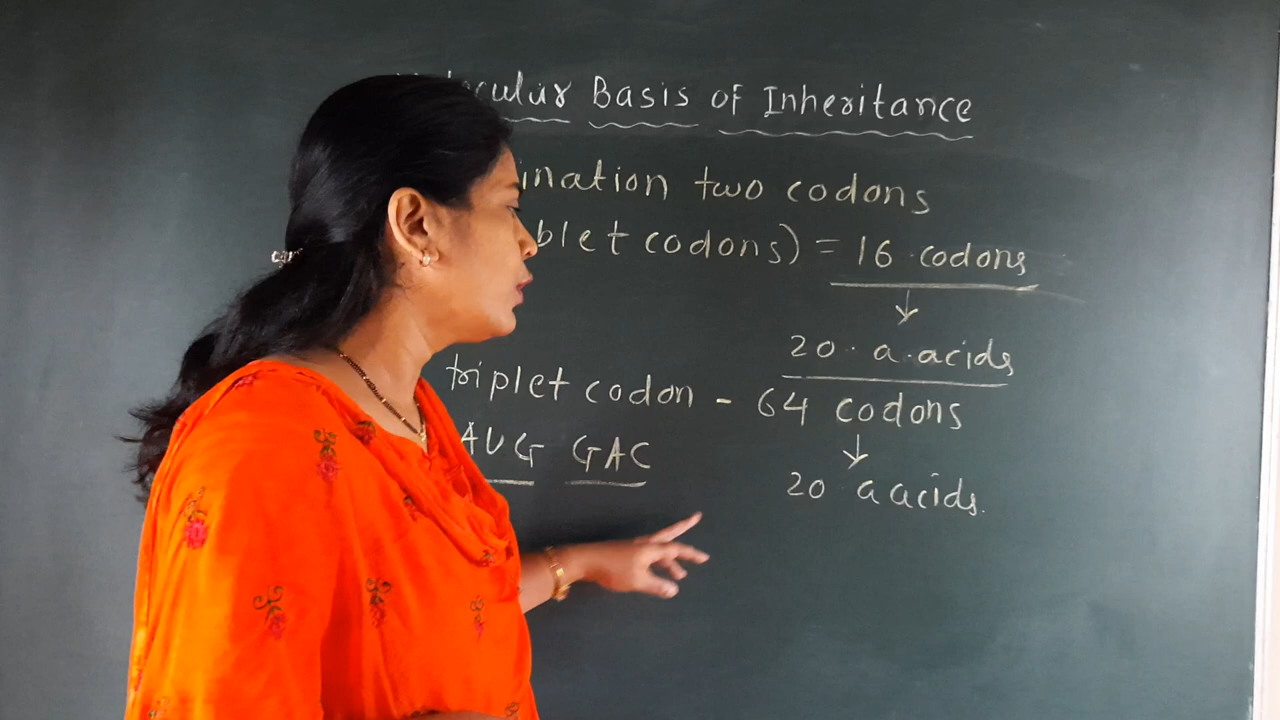 Molecular Basis of Inheritance
ination two codons
blet codons) = 16 codons
↓
20 a.acids
triplet codon - 64 codons
AUG GAC
↓
20 a acids.